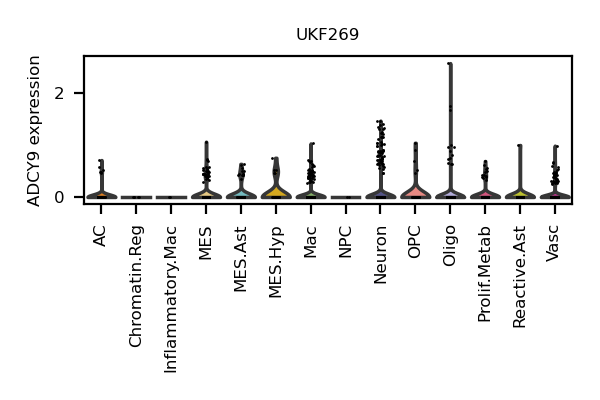 UKF269
ADCY9 expression
2
0
AC
Chromatin.Reg
Inflammatory.Mac
MES
MES.Ast
MES.Hyp
Mac
NPC
Neuron
OPC
Oligo
Prolif.Metab
Reactive.Ast
Vasc